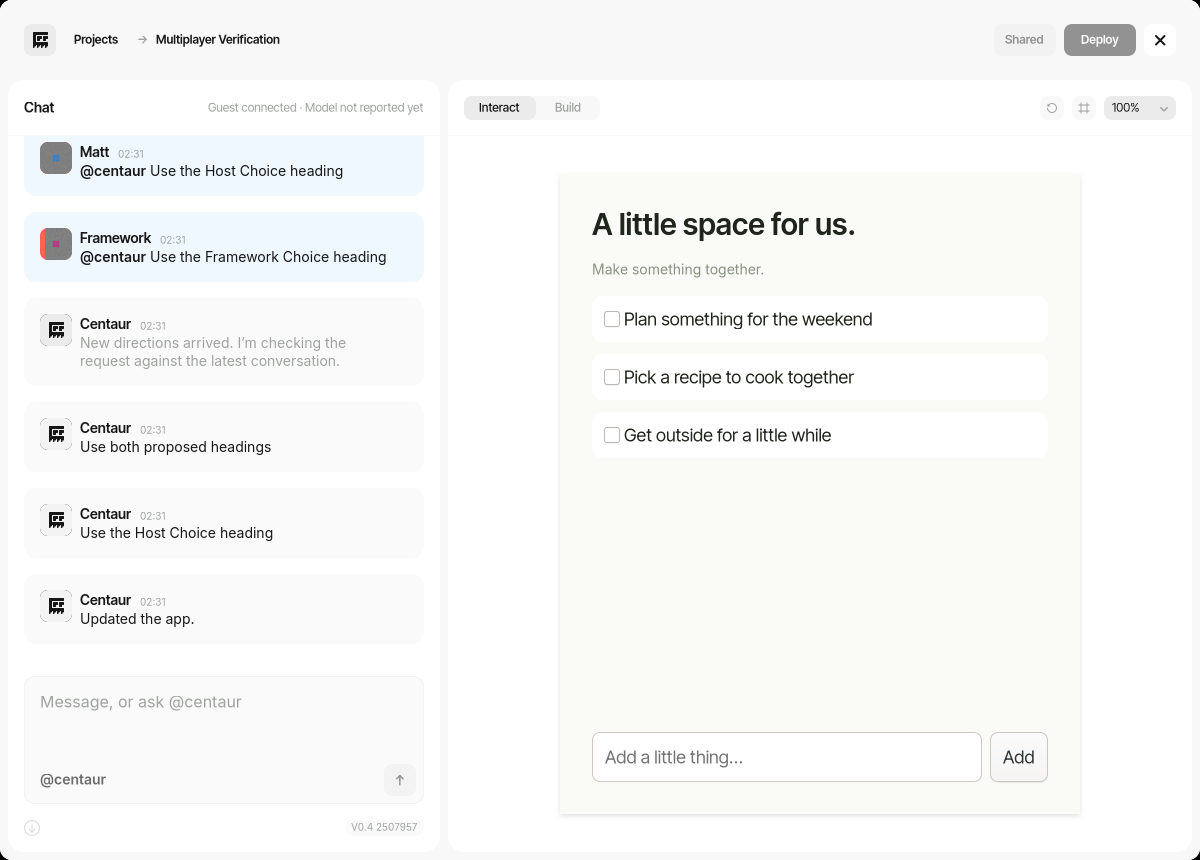 Projects → Multiplayer Verification
Shared
Deploy
Chat
Guest connected · Model not reported yet
Matt 02:31
@centaur Use the Host Choice heading
Framework 02:31
@centaur Use the Framework Choice heading
Centaur 02:31
New directions arrived. I’m checking the
request against the latest conversation.
Centaur 02:31
Use both proposed headings
Centaur 02:31
Use the Host Choice heading
Centaur 02:31
Updated the app.
Message, or ask @centaur
@centaur
V0.4 2507957
Interact
Build
100%
A little space for us.
Make something together.
Plan something for the weekend
Pick a recipe to cook together
Get outside for a little while
Add a little thing...
Add